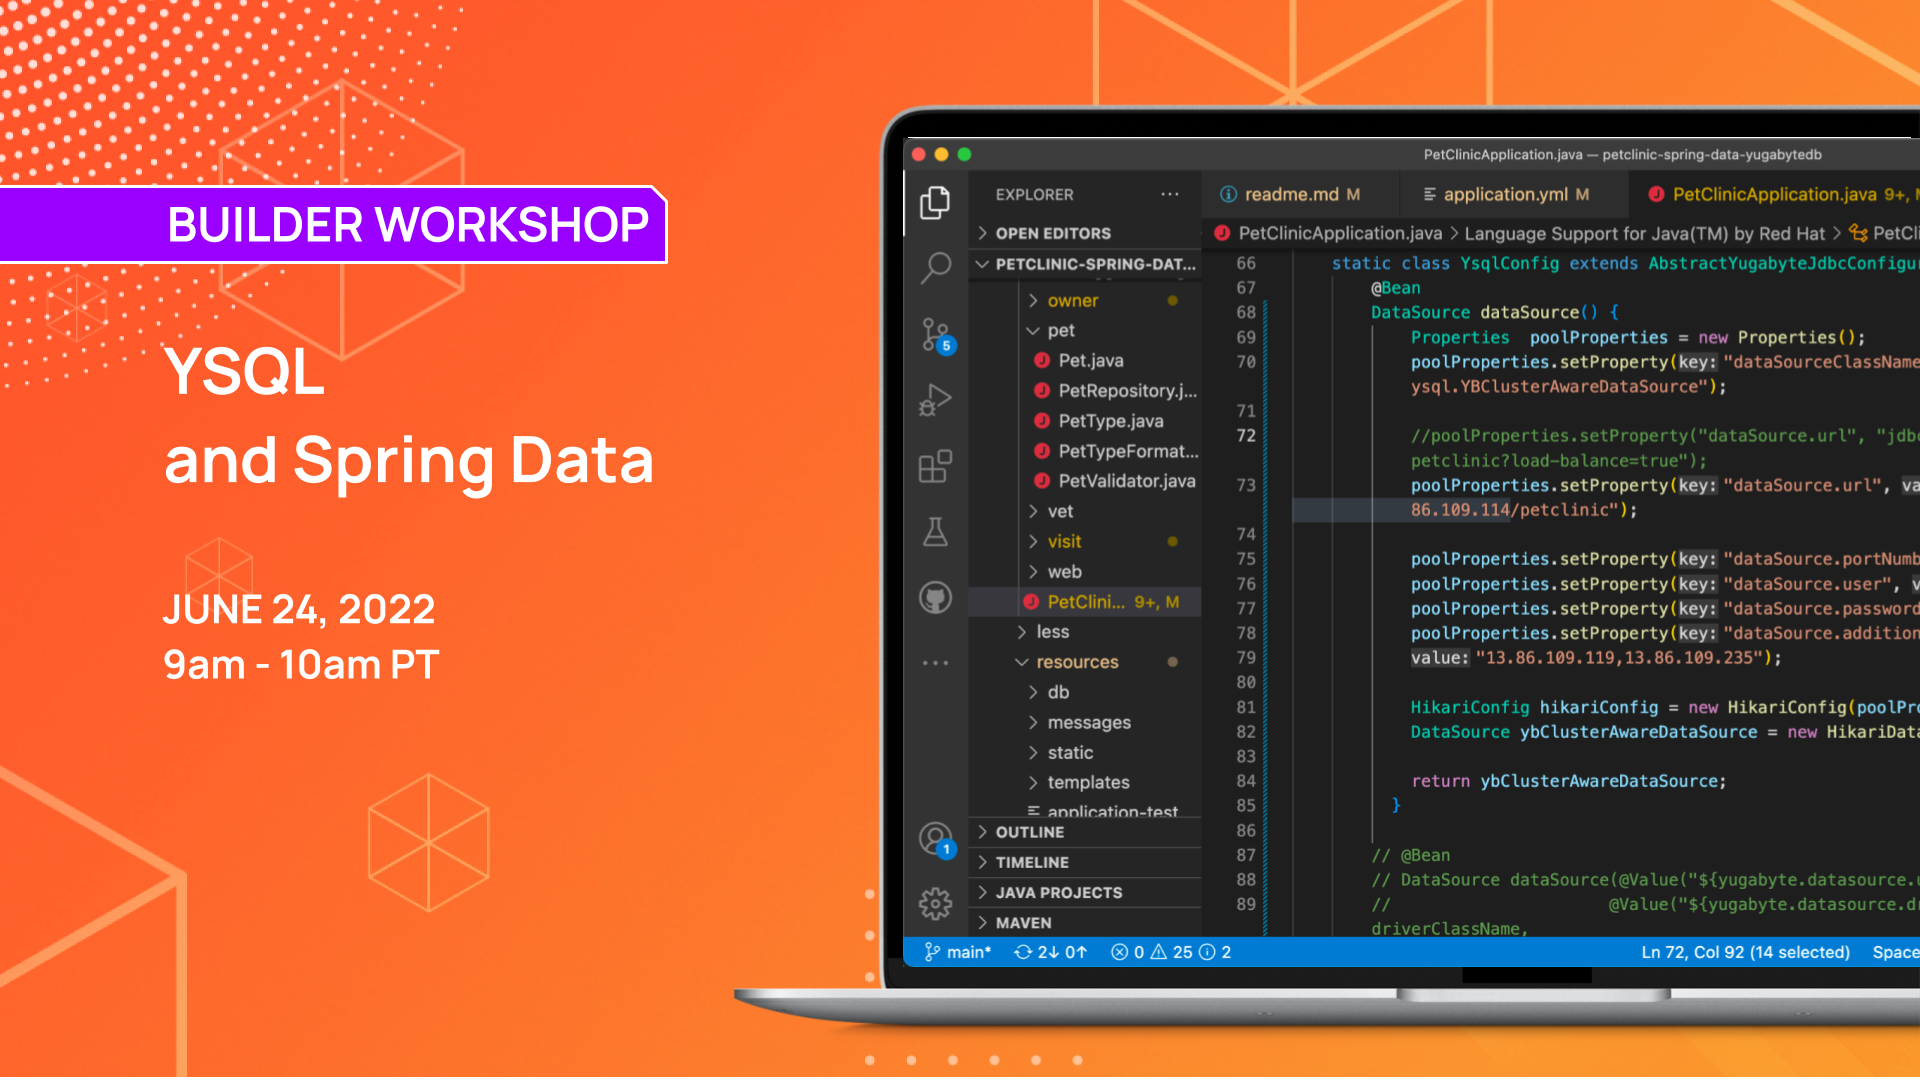 BUILDER WORKSHOP
YSQL
and Spring Data
JUNE 24, 2022
9am - 10am PT
PetClinicApplication.java — petclinic-spring-data-yugabytedb
EXPLORER
OPEN EDITORS
PETCLINIC-SPRING-DAT...
owner
pet
Pet.java
PetRepository.j...
PetType.java
PetTypeFormat...
PetValidator.java
vet
visit
web
PetClini... 9+, M
less
resources
db
messages
static
templates
application-test
OUTLINE
TIMELINE
JAVA PROJECTS
MAVEN
5
1
readme.md M
application.yml M
PetClinicApplication.java 9+,
PetClinicApplication.java > Language Support for Java(TM) by Red Hat > PetCli
66 static class YsqlConfig extends AbstractYugabyteJdbcConfigur
67 @Bean
68 DataSource dataSource() {
69 Properties poolProperties = new Properties();
70 poolProperties.setProperty(key:"dataSourceClassName
ysql.YBClusterAwareDataSource");
71
72 //poolProperties.setProperty("dataSource.url", "jdb
petclinic?load-balance=true");
73 poolProperties.setProperty(key:"dataSource.url", va
86.109.114/petclinic");
74
75 poolProperties.setProperty(key:"dataSource.portNumb
76 poolProperties.setProperty(key:"dataSource.user", v
77 poolProperties.setProperty(key:"dataSource.password
78 poolProperties.setProperty(key:"dataSource.addition
79 value:"13.86.109.119,13.86.109.235");
80
81 HikariConfig hikariConfig = new HikariConfig(poolPro
82 DataSource ybClusterAwareDataSource = new HikariData
83
84 return ybClusterAwareDataSource;
85 }
86
87 // @Bean
88 // DataSource dataSource(@Value("${yugabyte.datasource.u
89 // @Value("${yugabyte.datasource.dr
driverClassName,
main* 2↓ 0↑ 0 25 2
Ln 72, Col 92 (14 selected) Space